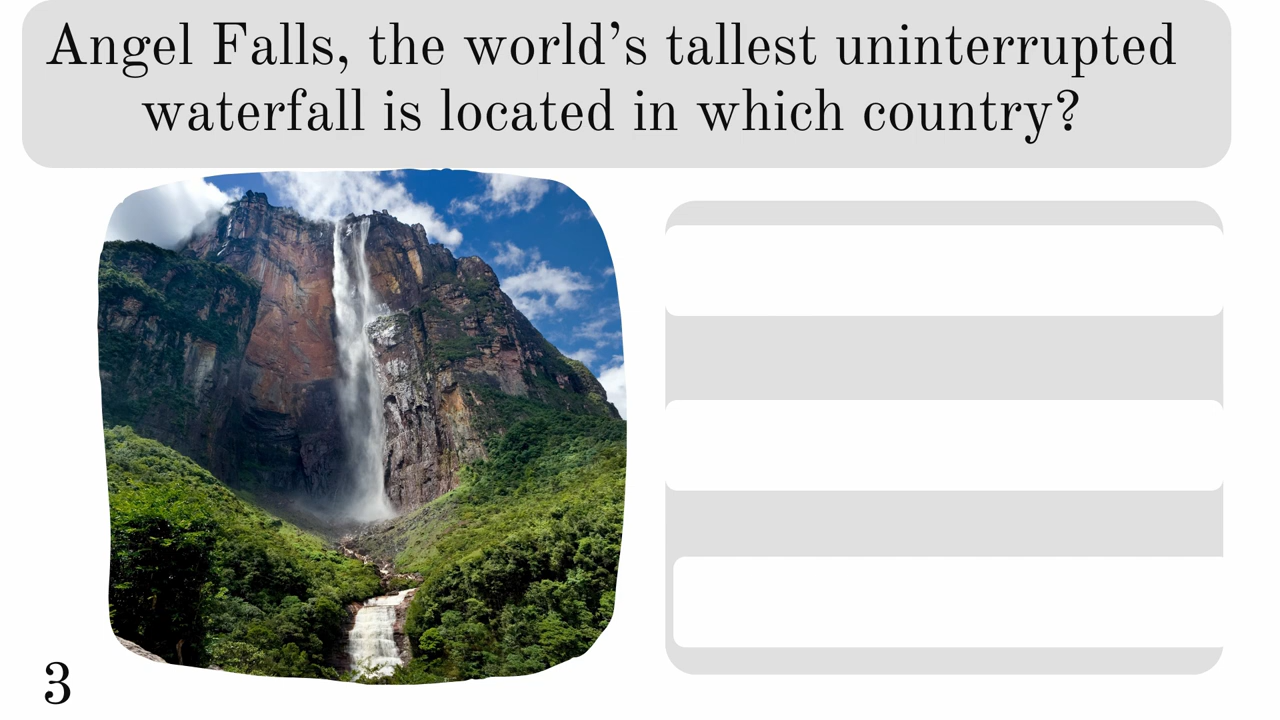 Angel Falls, the world’s tallest uninterrupted
waterfall is located in which country?
3